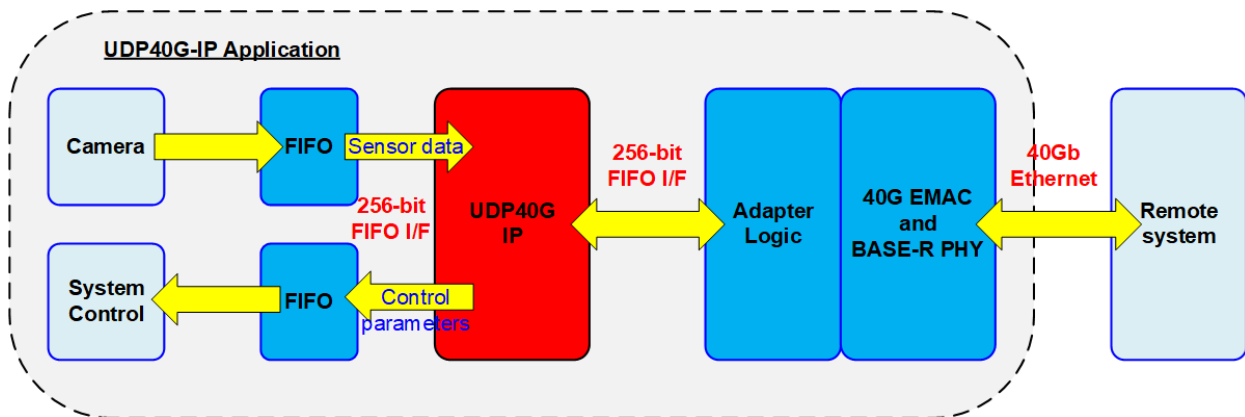 UDP40G-IP Application
Camera
FIFO
Sensor data
256-bit
FIFO I/F
UDP40G
IP
256-bit
FIFO I/F
Adapter
Logic
40G EMAC
and
BASE-R PHY
40Gb
Ethernet
Remote
system
System
Control
FIFO
Control
parameters